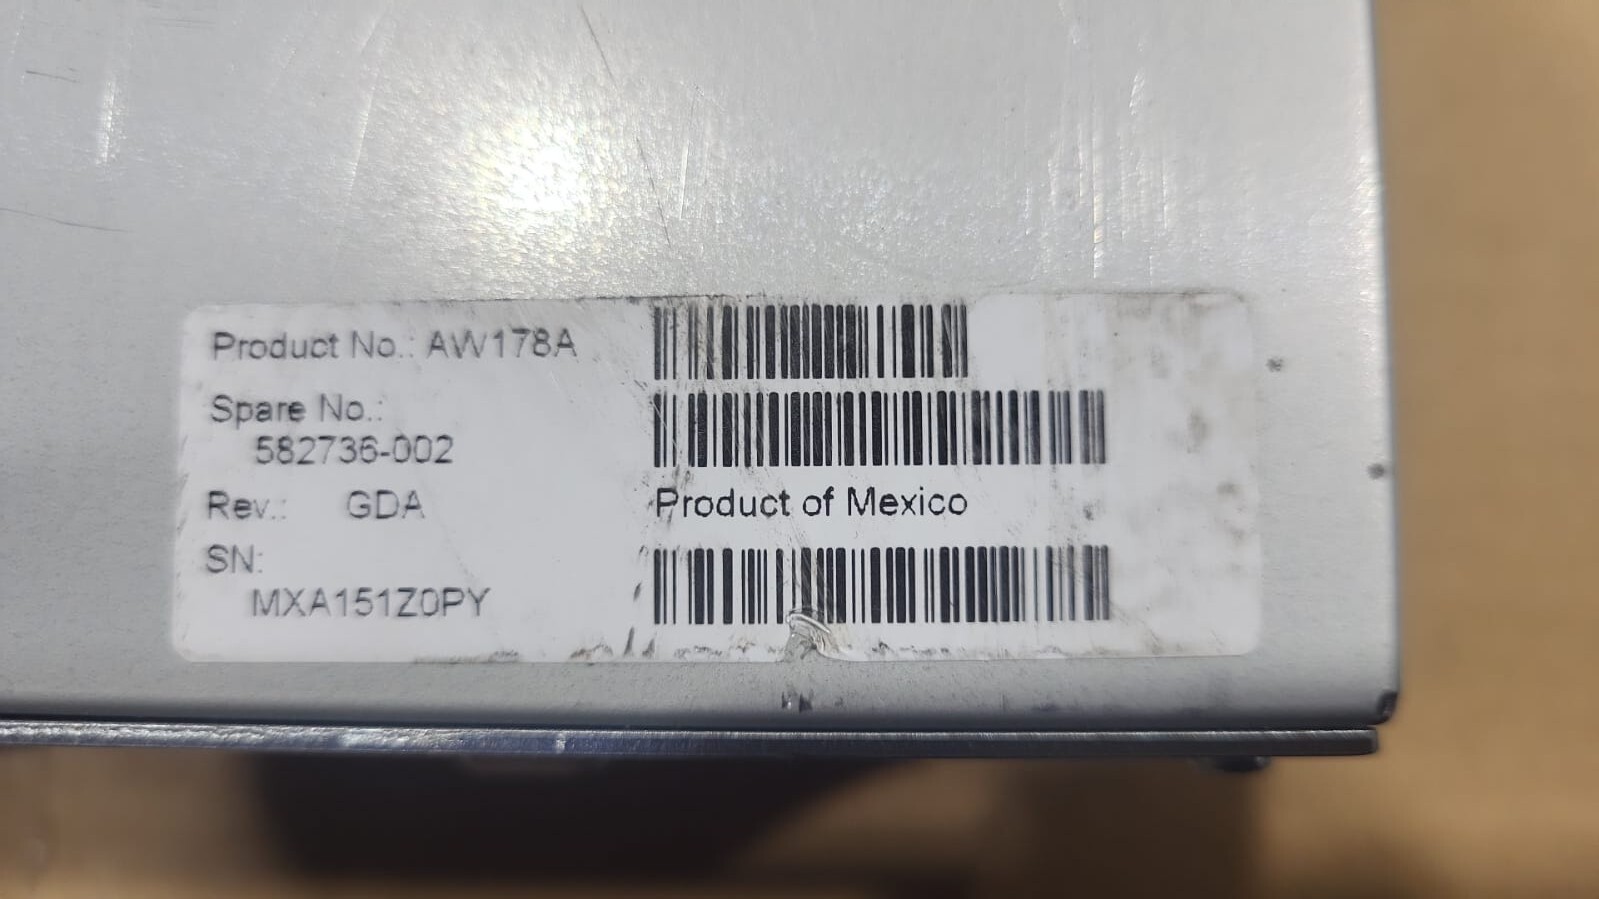 Product No.: AW178A
Spare No.:
582736-002
Rev.: GDA
Product of Mexico
SN:
MXA151Z0PY